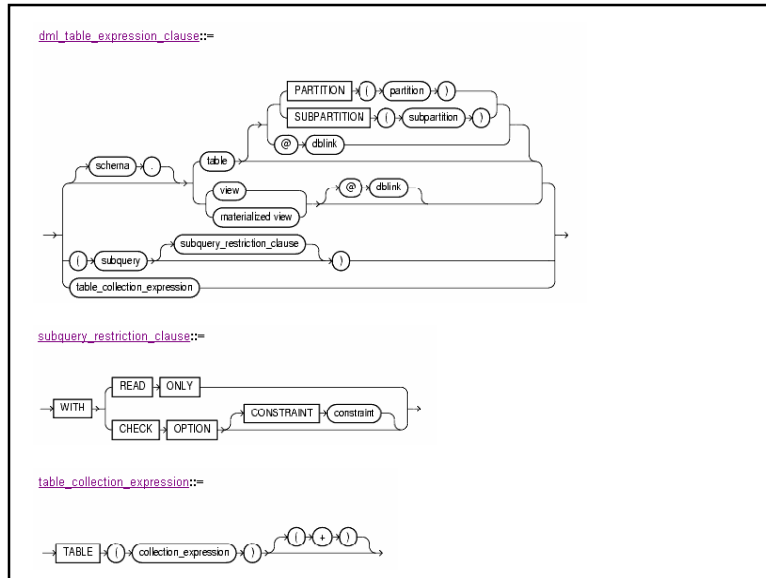 dml_table_expression_clause::=
PARTITION ( partition )
SUBPARTITION ( subpartition )
@ dblink
schema . table
view @ dblink
materialized view
subquery_restriction_clause
( subquery )
table_collection_expression
subquery_restriction_clause::=
READ ONLY
WITH
CONSTRAINT constraint
CHECK OPTION
table_collection_expression::=
( + )
TABLE ( collection_expression )